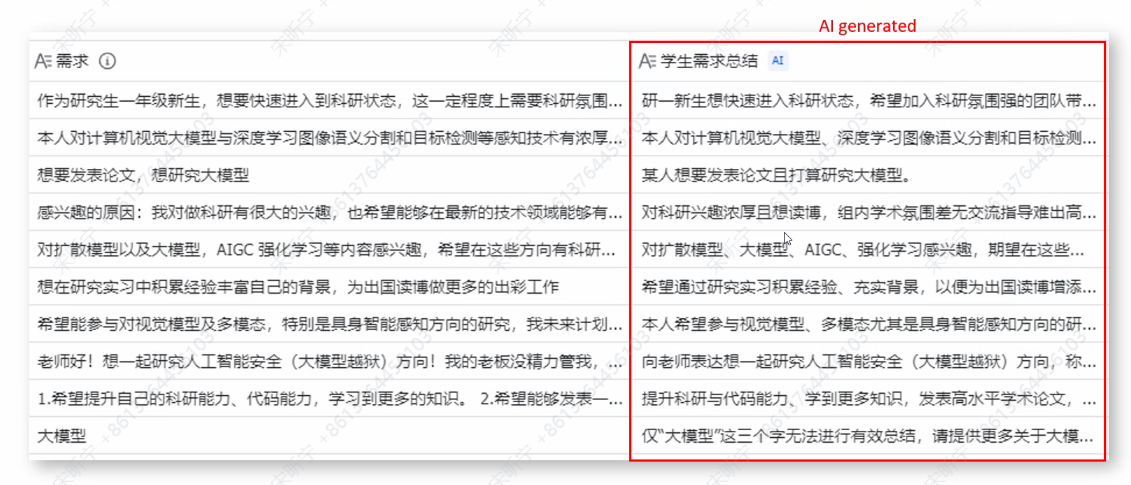 AI generated
需求
学生需求总结 AI
作为研究生一年级新生，想要快速进入到科研状态，这一定程度上需要科研氛围...
研一新生想快速进入科研状态，希望加入科研氛围强的团队带...
本人对计算机视觉大模型与深度学习图像语义分割和目标检测等感知技术有浓厚...
本人对计算机视觉大模型、深度学习图像语义分割和目标检测...
想要发表论文，想研究大模型
某人想要发表论文且打算研究大模型。
感兴趣的原因：我对做科研有很大的兴趣，也希望能够在最新的技术领域能够有...
对科研兴趣浓厚且想读博，组内学术氛围差无交流指导难出高...
对扩散模型以及大模型，AIGC 强化学习等内容感兴趣，希望在这些方向有科研...
对扩散模型、大模型、AIGC、强化学习感兴趣，期望在这些...
想在研究实习中积累经验丰富自己的背景，为出国读博做更多的出彩工作
希望通过研究实习积累经验、充实背景，以便为出国读博增添...
希望能参与对视觉模型及多模态，特别是具身智能感知方向的研究，我未来计划...
本人希望参与视觉模型、多模态尤其是具身智能感知方向的研...
老师好！想一起研究人工智能安全（大模型越狱）方向！我的老板没精力管我，...
向老师表达想一起研究人工智能安全（大模型越狱）方向，称...
1.希望提升自己的科研能力、代码能力，学习到更多的知识。 2.希望能够发表一...
提升科研与代码能力、学到更多知识，发表高水平学术论文，...
大模型
仅“大模型”这三个字无法进行有效总结，请提供更多关于大模...